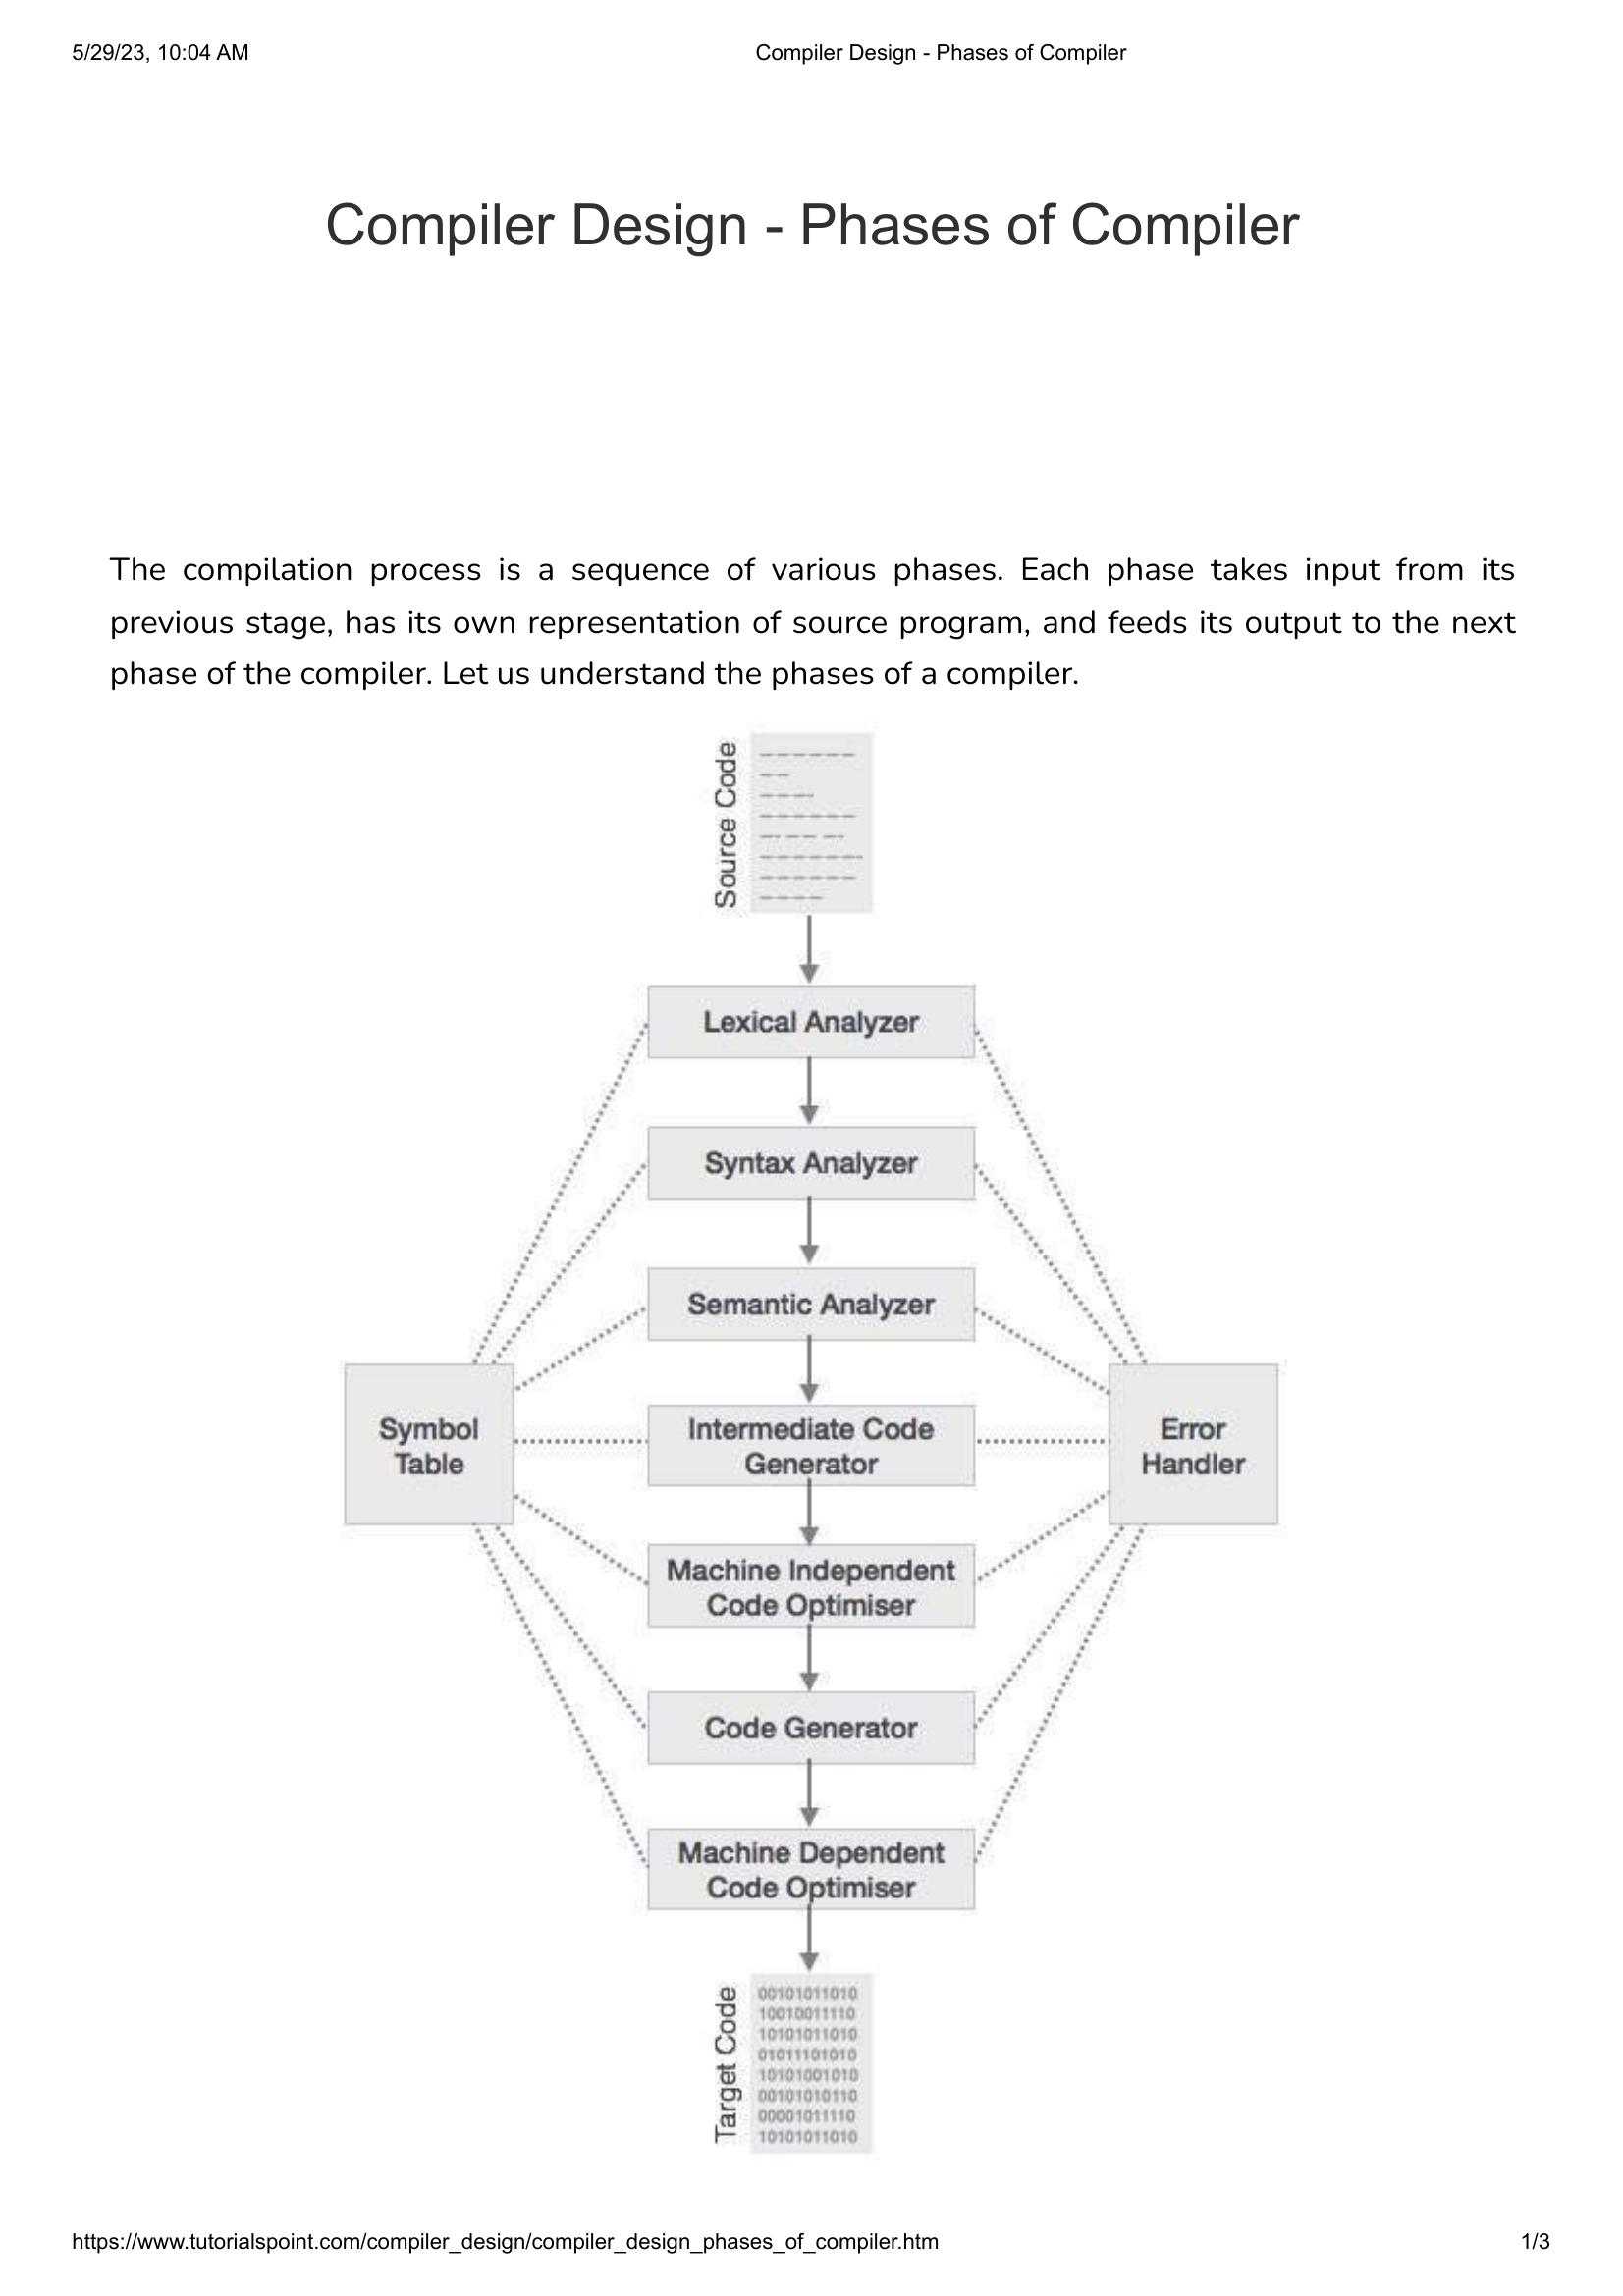 5/29/23, 10:04 AM
Compiler Design - Phases of Compiler
Compiler Design - Phases of Compiler
The compilation process is a sequence of various phases. Each phase takes input from its
previous stage, has its own representation of source program, and feeds its output to the next
phase of the compiler. Let us understand the phases of a compiler.
Source Code
Lexical Analyzer
Syntax Analyzer
Semantic Analyzer
Symbol
Table
Intermediate Code
Generator
Error
Handler
Machine Independent
Code Optimiser
Code Generator
Machine Dependent
Code Optimiser
Target Code
00101011010
10010011110
10101011010
01011101010
10101001010
00101010110
00001011110
10101011010
https://www.tutorialspoint.com/compiler_design/compiler_design_phases_of_compiler.htm
1/3